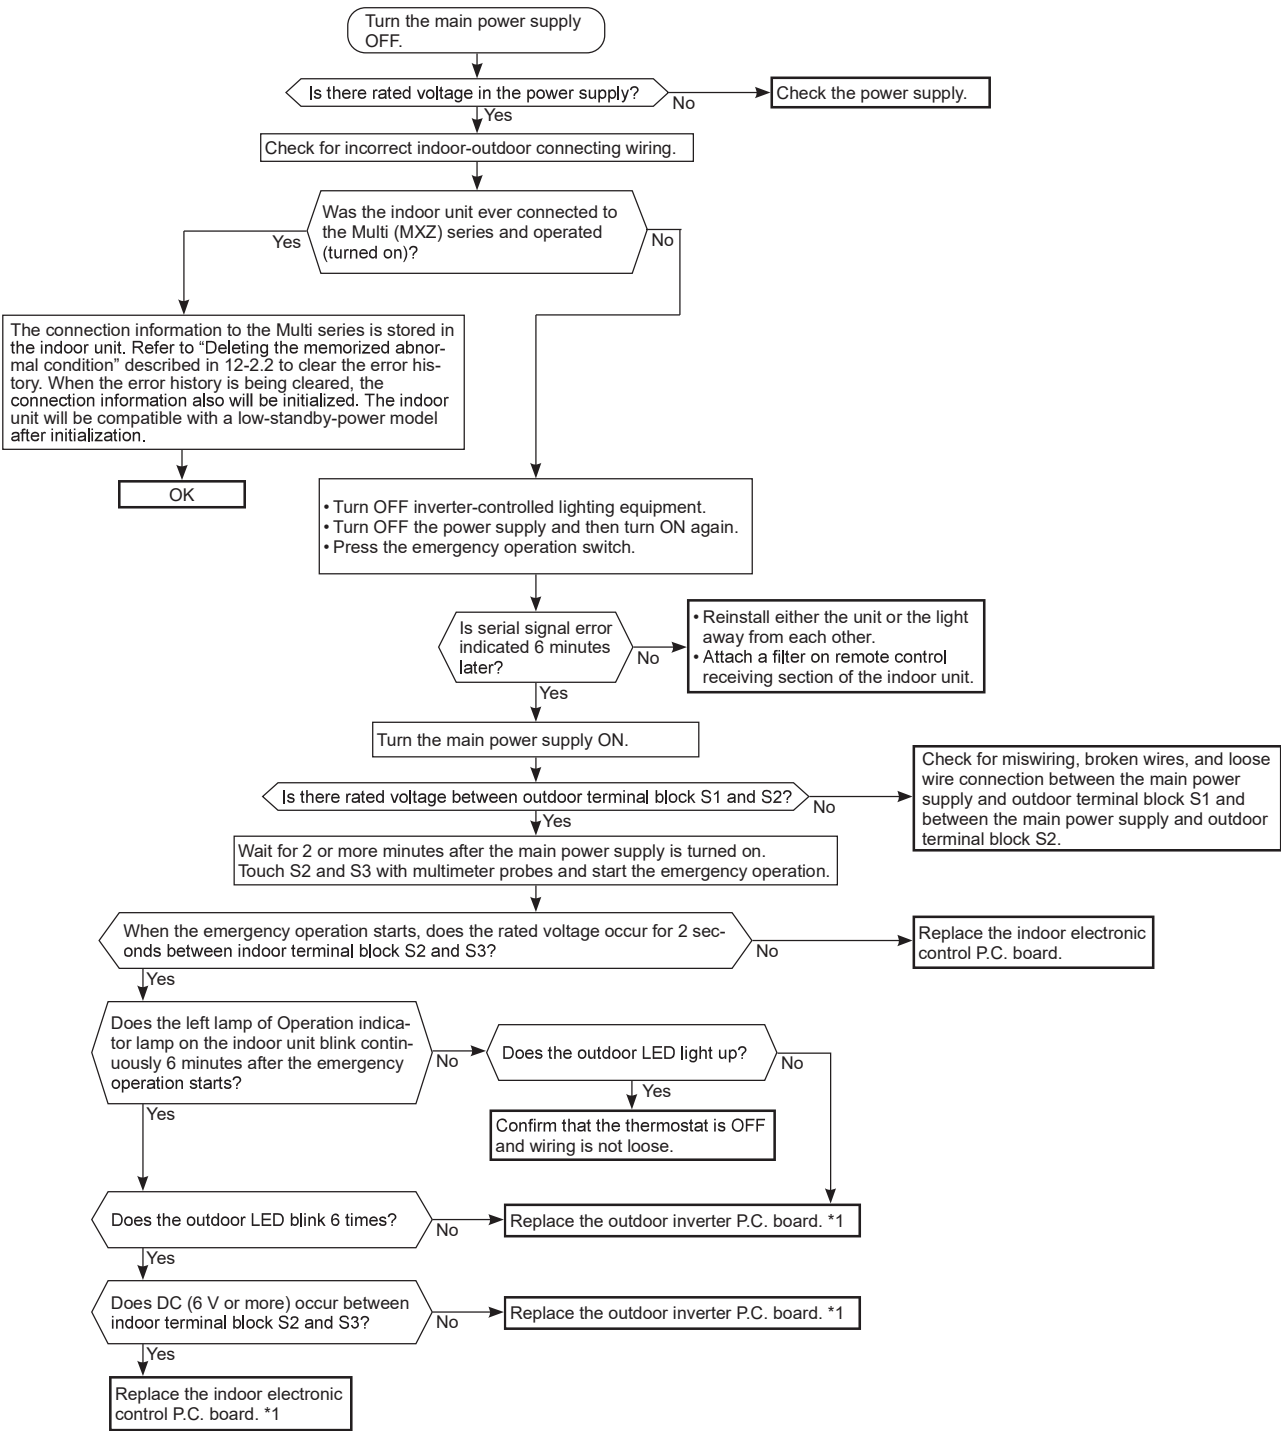 Turn the main power supply
OFF.
Is there rated voltage in the power supply?
No
Check the power supply.
Yes
Check for incorrect indoor-outdoor connecting wiring.
Was the indoor unit ever connected to
the Multi (MXZ) series and operated
(turned on)?
Yes
No
The connection information to the Multi series is stored in
the indoor unit. Refer to “Deleting the memorized abnor-
mal condition” described in 12-2.2 to clear the error his-
tory. When the error history is being cleared, the
connection information also will be initialized. The indoor
unit will be compatible with a low-standby-power model
after initialization.
OK
• Turn OFF inverter-controlled lighting equipment.
• Turn OFF the power supply and then turn ON again.
• Press the emergency operation switch.
Is serial signal error
indicated 6 minutes
later?
No
• Reinstall either the unit or the light
away from each other.
• Attach a filter on remote control
receiving section of the indoor unit.
Yes
Turn the main power supply ON.
Is there rated voltage between outdoor terminal block S1 and S2?
No
Check for miswiring, broken wires, and loose
wire connection between the main power
supply and outdoor terminal block S1 and
between the main power supply and outdoor
terminal block S2.
Yes
Wait for 2 or more minutes after the main power supply is turned on.
Touch S2 and S3 with multimeter probes and start the emergency operation.
When the emergency operation starts, does the rated voltage occur for 2 sec-
onds between indoor terminal block S2 and S3?
No
Replace the indoor electronic
control P.C. board.
Yes
Does the left lamp of Operation indica-
tor lamp on the indoor unit blink contin-
uously 6 minutes after the emergency
operation starts?
No
Does the outdoor LED light up?
No
Yes
Confirm that the thermostat is OFF
and wiring is not loose.
Yes
Does the outdoor LED blink 6 times?
No
Replace the outdoor inverter P.C. board. *1
Yes
Does DC (6 V or more) occur between
indoor terminal block S2 and S3?
No
Replace the outdoor inverter P.C. board. *1
Yes
Replace the indoor electronic
control P.C. board. *1